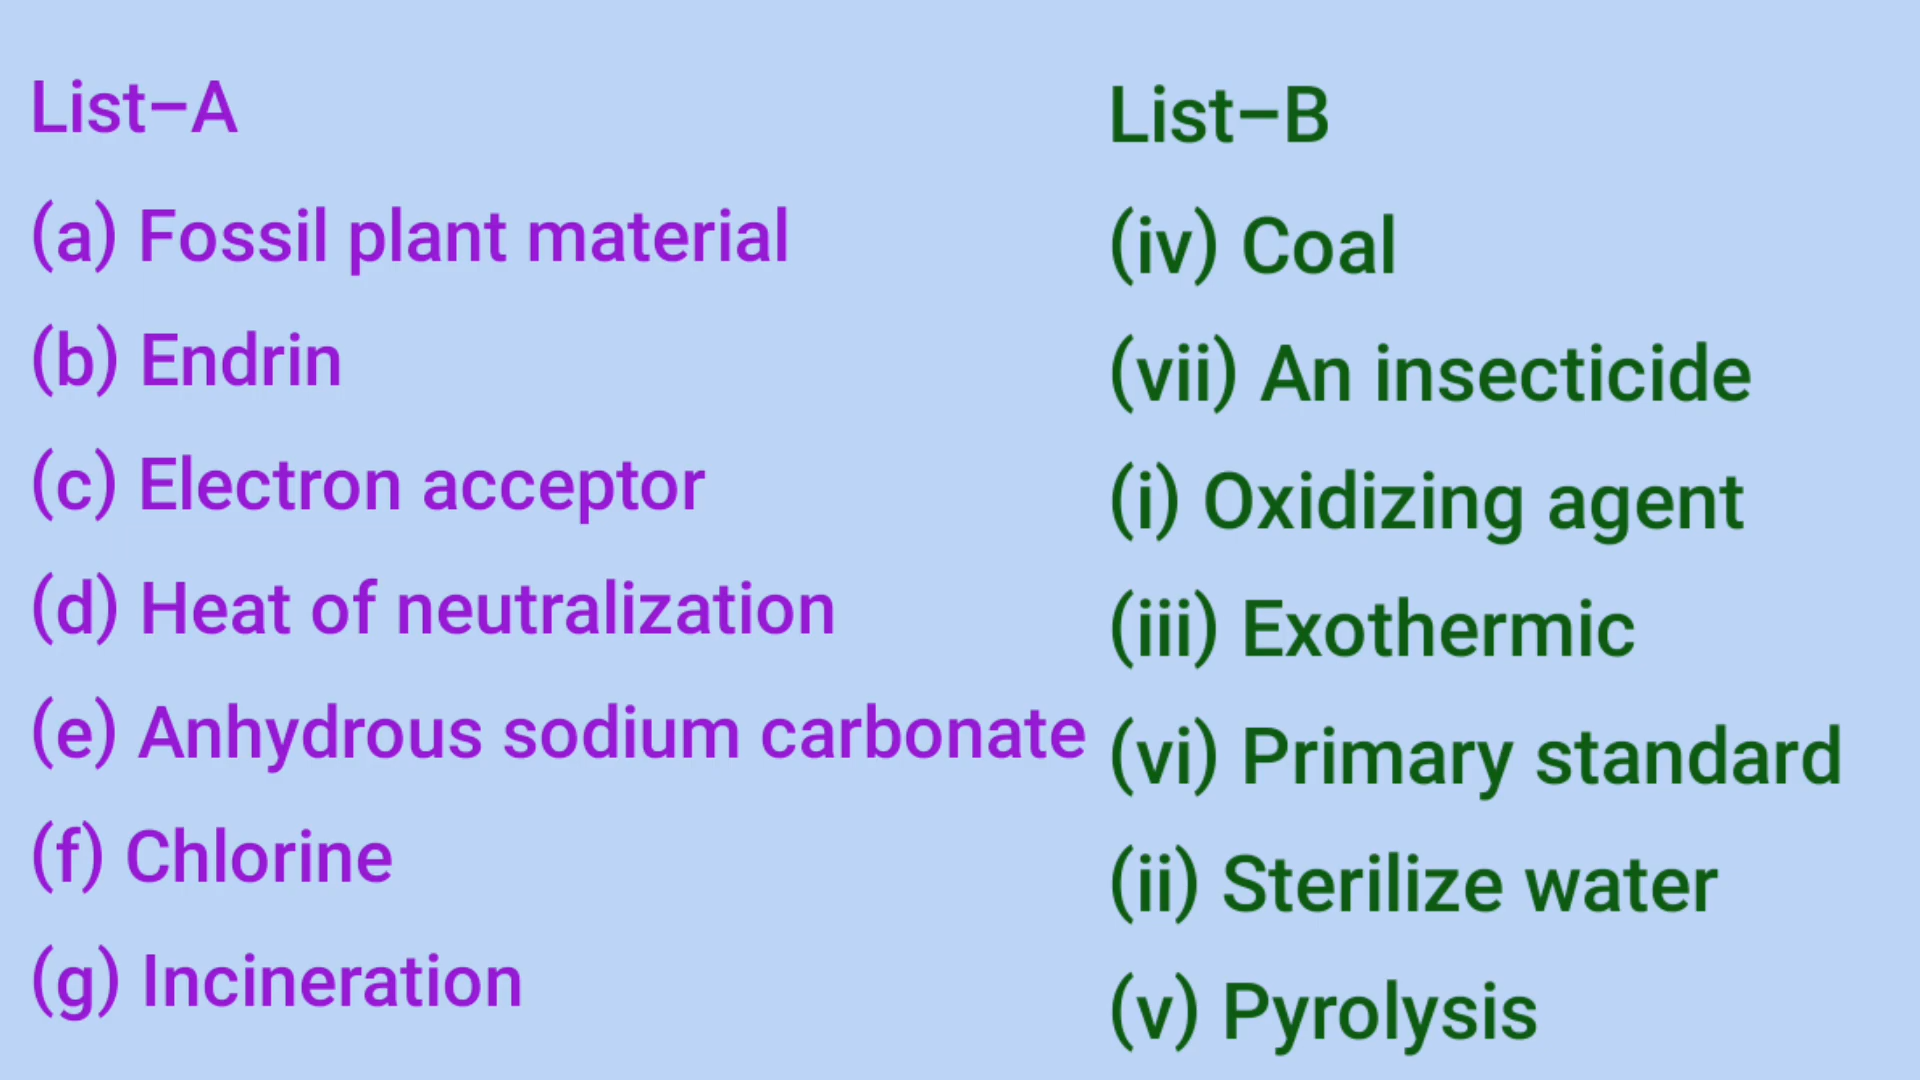 List–A
(a) Fossil plant material
(b) Endrin
(c) Electron acceptor
(d) Heat of neutralization
(e) Anhydrous sodium carbonate
(f) Chlorine
(g) Incineration
List–B
(iv) Coal
(vii) An insecticide
(i) Oxidizing agent
(iii) Exothermic
(vi) Primary standard
(ii) Sterilize water
(v) Pyrolysis